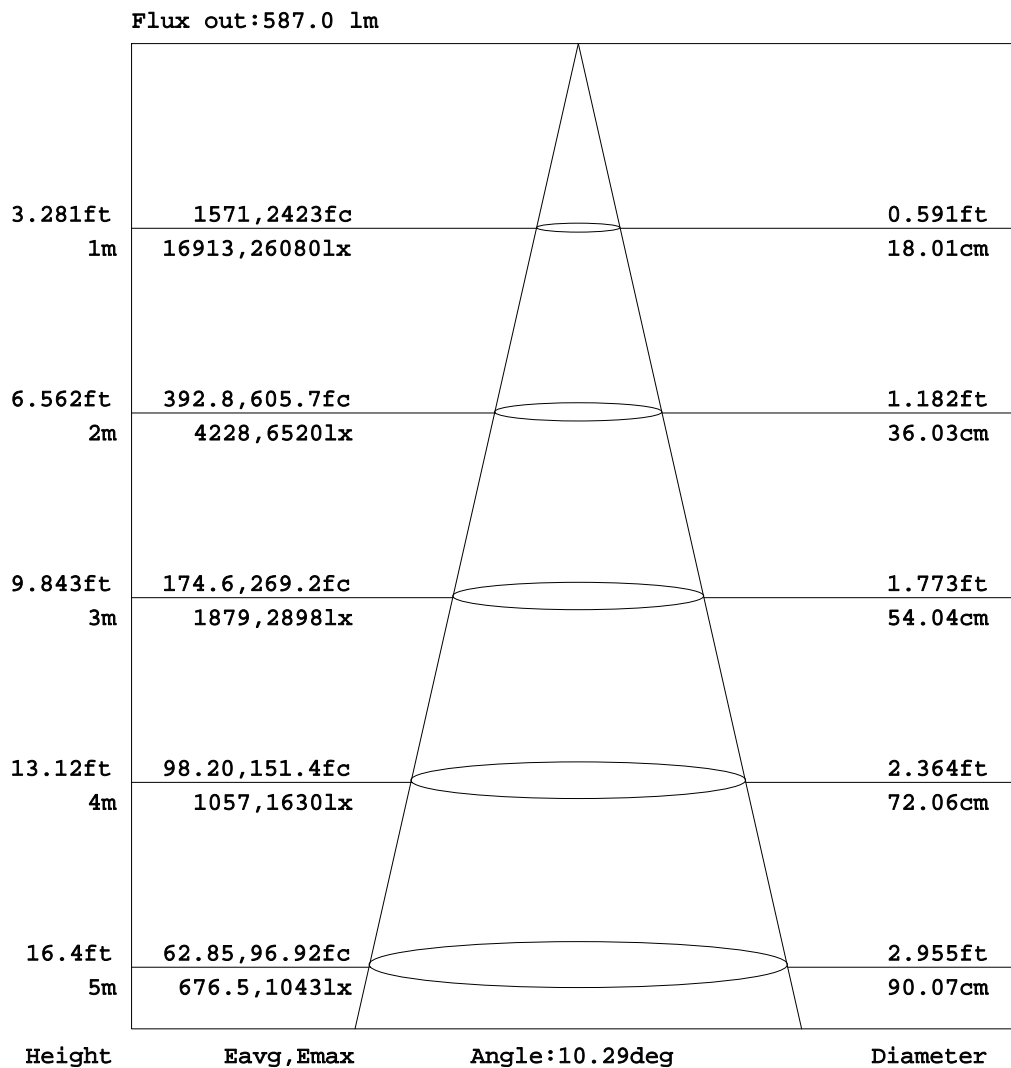 Flux out:587.0 lm
3.281ft 1571,2423fc 0.591ft
1m 16913,26080lx 18.01cm
6.562ft 392.8,605.7fc 1.182ft
2m 4228,6520lx 36.03cm
9.843ft 174.6,269.2fc 1.773ft
3m 1879,2898lx 54.04cm
13.12ft 98.20,151.4fc 2.364ft
4m 1057,1630lx 72.06cm
16.4ft 62.85,96.92fc 2.955ft
5m 676.5,1043lx 90.07cm
Height Eavg,Emax Angle:10.29deg Diameter